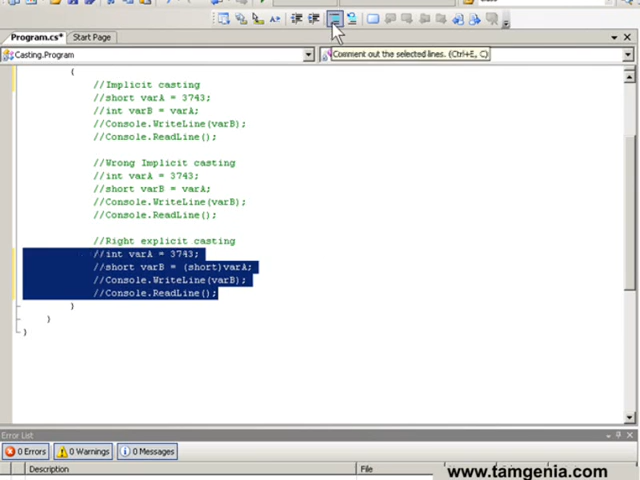 Program.cs*
Start Page
Comment out the selected lines. (Ctrl+E, C)
Casting.Program
{
//Implicit casting
//short varA = 3743;
//int varB = varA;
//Console.WriteLine(varB);
//Console.ReadLine();
//Wrong Implicit casting
//int varA = 3743;
//short varB = varA;
//Console.WriteLine(varB);
//Console.ReadLine();
//Right explicit casting
//int varA = 3743;
//short varB = (short)varA;
//Console.WriteLine(varB);
//Console.ReadLine();
}
}
}
Error List
0 Errors
0 Warnings
0 Messages
Description
File
www.tamgenia.com